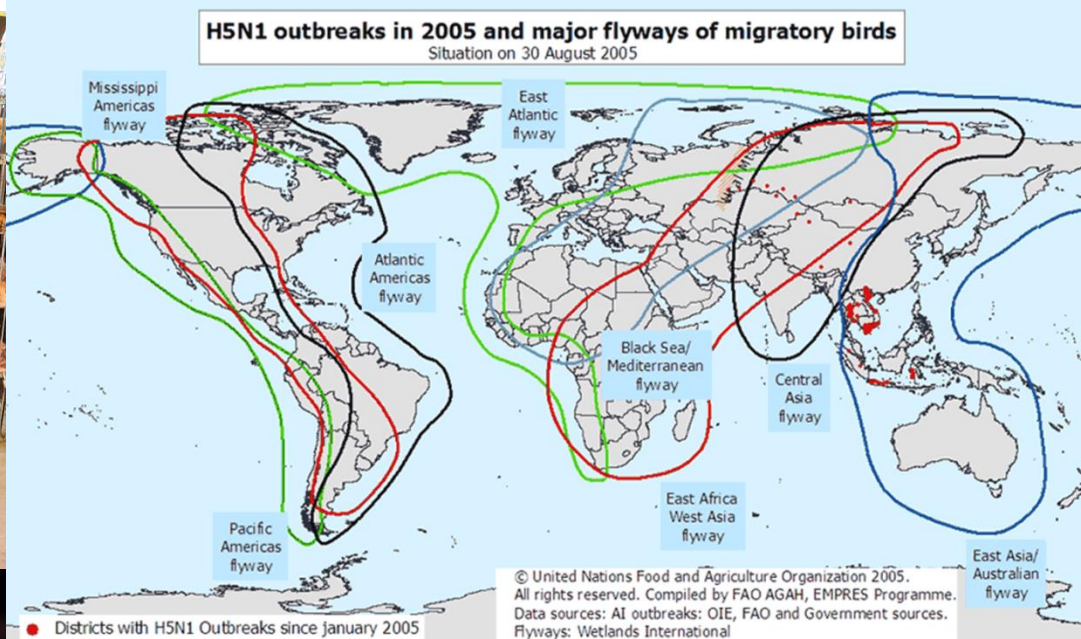 H5N1 outbreaks in 2005 and major flyways of migratory birds
Situation on 30 August 2005
Mississippi
Americas
flyway
East
Atlantic
flyway
Atlantic
Americas
flyway
Black Sea/
Mediterranean
flyway
Central
Asia
flyway
Pacific
Americas
flyway
East Africa
West Asia
flyway
East Asia/
Australian
flyway
© United Nations Food and Agriculture Organization 2005.
All rights reserved. Compiled by FAO AGAH, EMPRES Programme.
Data sources: AI outbreaks: OIE, FAO and Government sources.
Flyways: Wetlands International
Districts with H5N1 Outbreaks since january 2005